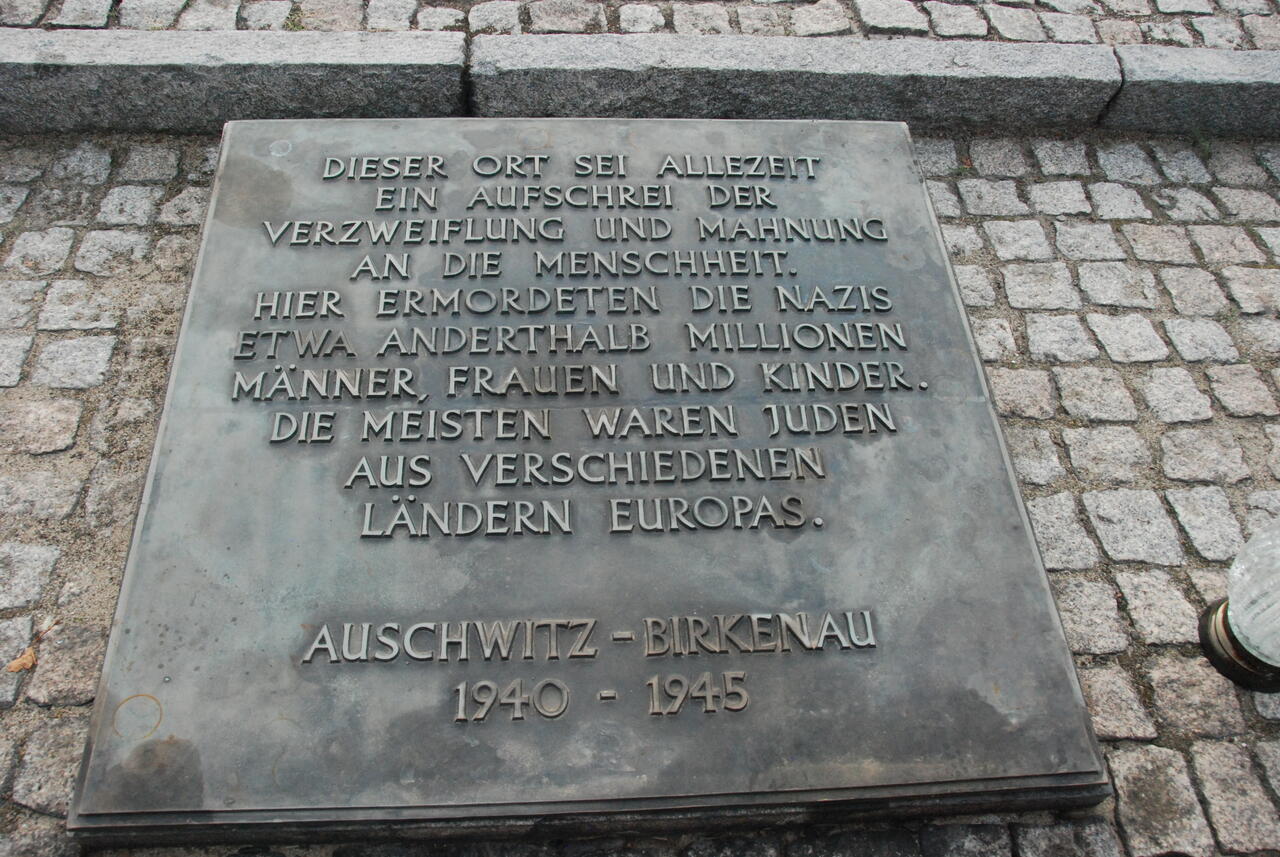 DIESER ORT SEI ALLEZEIT
EIN AUFSCHREI DER
VERZWEIFLUNG UND MAHNUNG
AN DIE MENSCHHEIT.
HIER ERMORDETEN DIE NAZIS
ETWA ANDERTHALB MILLIONEN
MÄNNER, FRAUEN UND KINDER.
DIE MEISTEN WAREN JUDEN
AUS VERSCHIEDENEN
LÄNDERN EUROPAS.
AUSCHWITZ - BIRKENAU
1940 - 1945